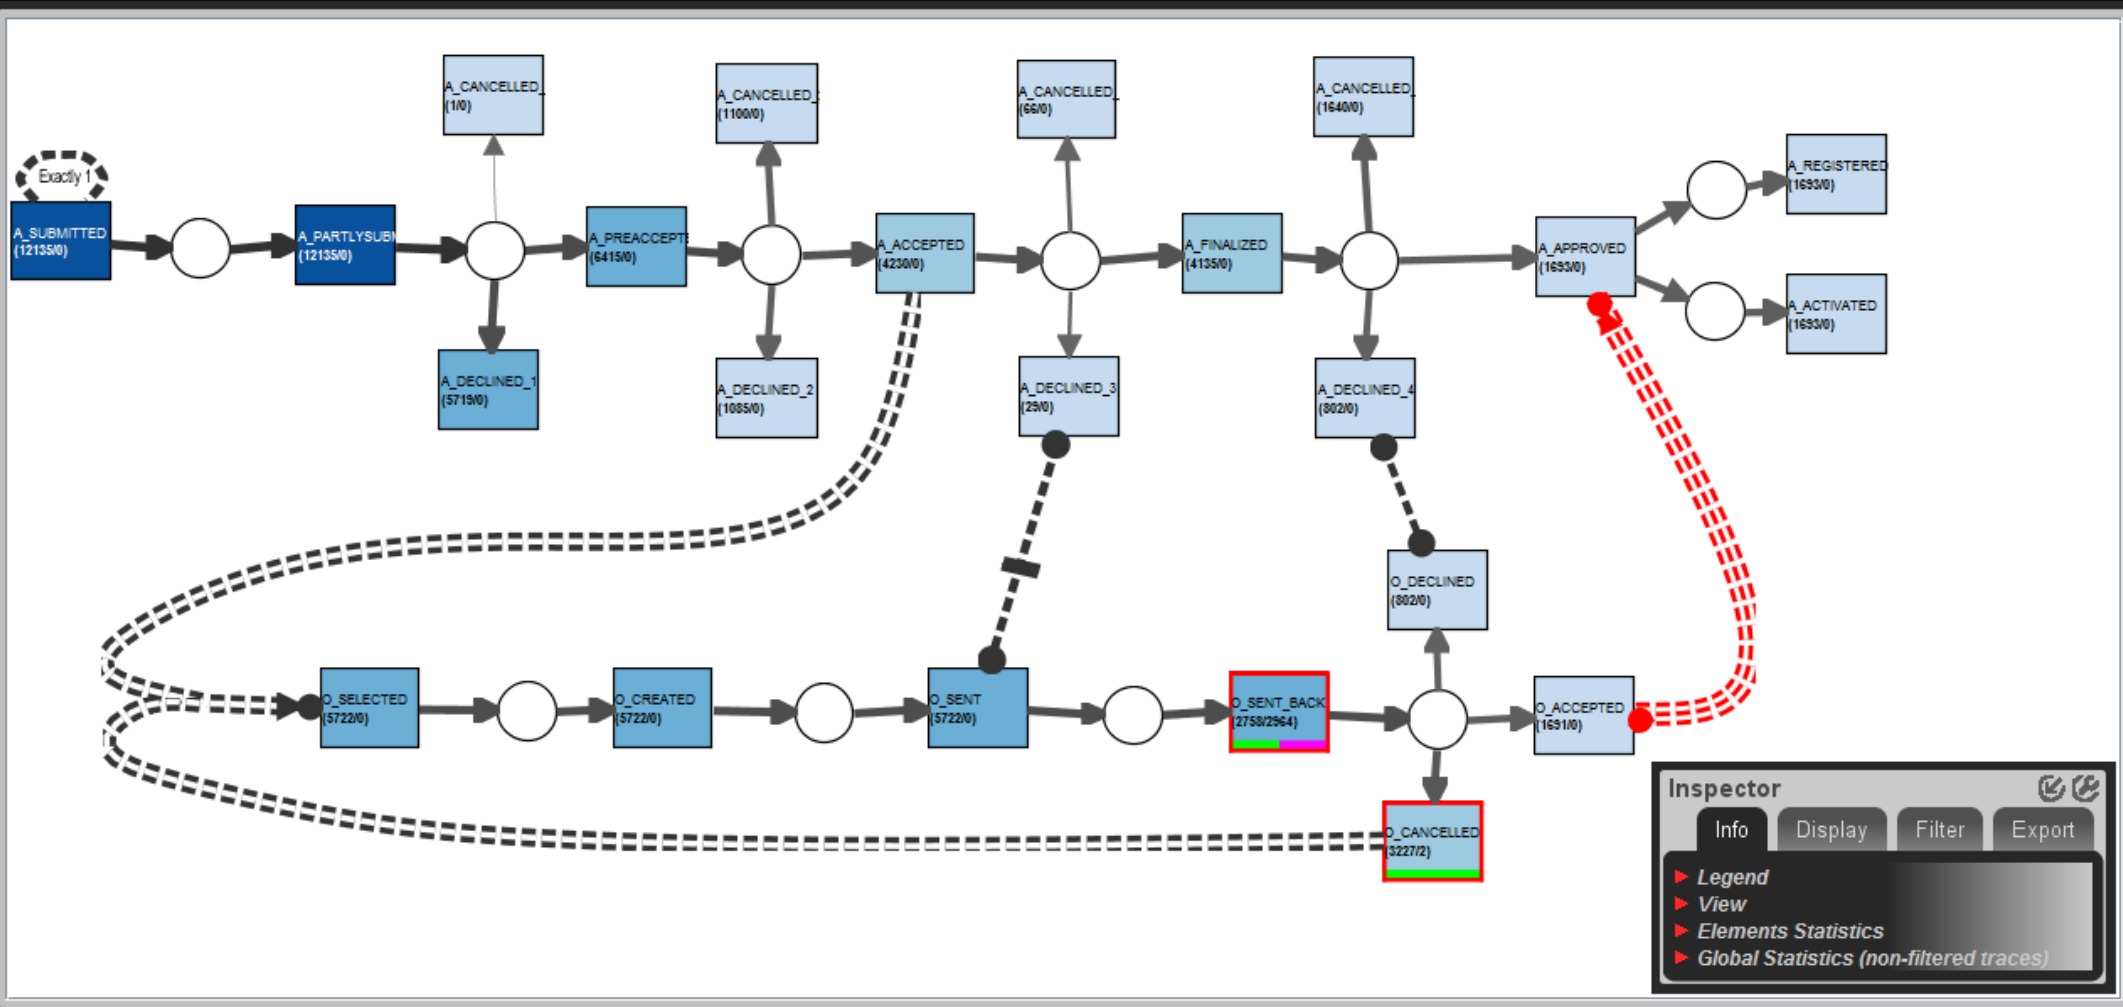 A_CANCELLED_
(1/0)
A_CANCELLED_
(1100/0)
A_CANCELLED_
(66/0)
A_CANCELLED_
(1640/0)
Exactly 1
A_SUBMITTED
(12135/0)
A_PARTLYSUB
(12135/0)
A_PREACCEPT
(6415/0)
A_ACCEPTED
(4230/0)
A_FINALIZED
(4135/0)
A_APPROVED
(1693/0)
A_REGISTERED
(1693/0)
A_ACTIVATED
(1693/0)
A_DECLINED_1
(5719/0)
A_DECLINED_2
(1085/0)
A_DECLINED_3
(29/0)
A_DECLINED_4
(802/0)
O_DECLINED
(802/0)
O_SELECTED
(5722/0)
O_CREATED
(5722/0)
O_SENT
(5722/0)
O_SENT_BACK
(2758/2964)
O_ACCEPTED
(1691/0)
O_CANCELLED
(3227/2)
Inspector
Info
Display
Filter
Export
Legend
View
Elements Statistics
Global Statistics (non-filtered traces)